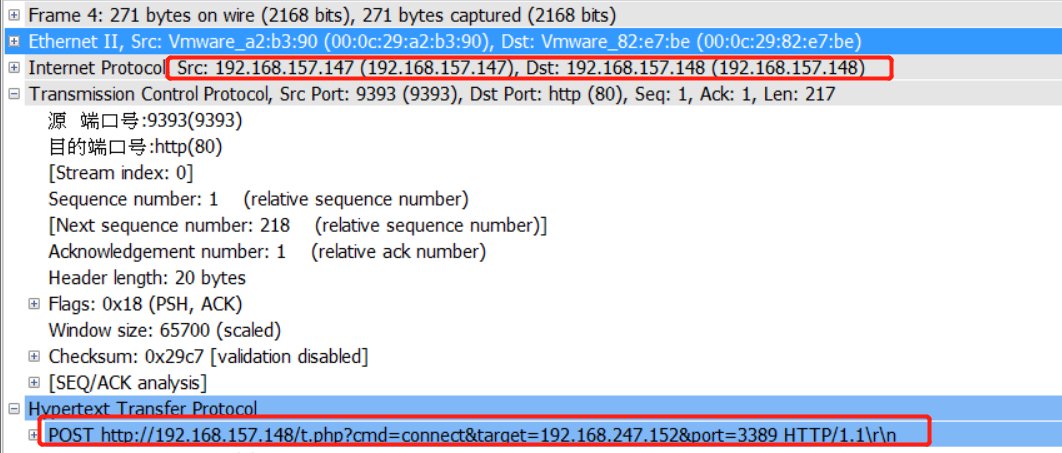 Frame 4: 271 bytes on wire (2168 bits), 271 bytes captured (2168 bits)
Ethernet II, Src: Vmware_a2:b3:90 (00:0c:29:a2:b3:90), Dst: Vmware_82:e7:be (00:0c:29:82:e7:be)
Internet Protocol Src: 192.168.157.147 (192.168.157.147), Dst: 192.168.157.148 (192.168.157.148)
Transmission Control Protocol, Src Port: 9393 (9393), Dst Port: http (80), Seq: 1, Ack: 1, Len: 217
源 端口号:9393(9393)
目的端口号:http(80)
[Stream index: 0]
Sequence number: 1 (relative sequence number)
[Next sequence number: 218 (relative sequence number)]
Acknowledgement number: 1 (relative ack number)
Header length: 20 bytes
Flags: 0x18 (PSH, ACK)
Window size: 65700 (scaled)
Checksum: 0x29c7 [validation disabled]
[SEQ/ACK analysis]
Hypertext Transfer Protocol
POST http://192.168.157.148/t.php?cmd=connect&target=192.168.247.152&port=3389 HTTP/1.1\r\n